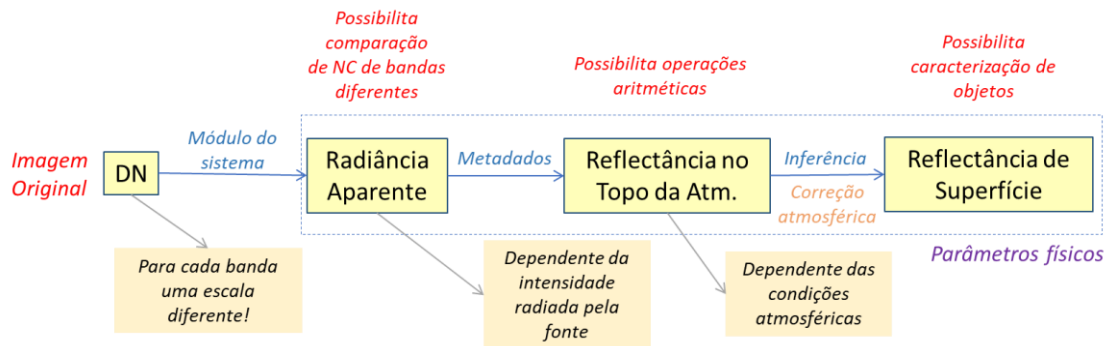 Possibilita
comparação
de NC de bandas
diferentes
Possibilita operações
aritméticas
Possibilita
caracterização de
objetos
Imagem
Original
DN
Módulo do
sistema
Radiância
Aparente
Metadados
Reflectância no
Topo da Atm.
Inferência
Correção
atmosférica
Reflectância de
Superfície
Parâmetros físicos
Para cada banda
uma escala
diferente!
Dependente da
intensidade
radiada pela
fonte
Dependente das
condições
atmosféricas